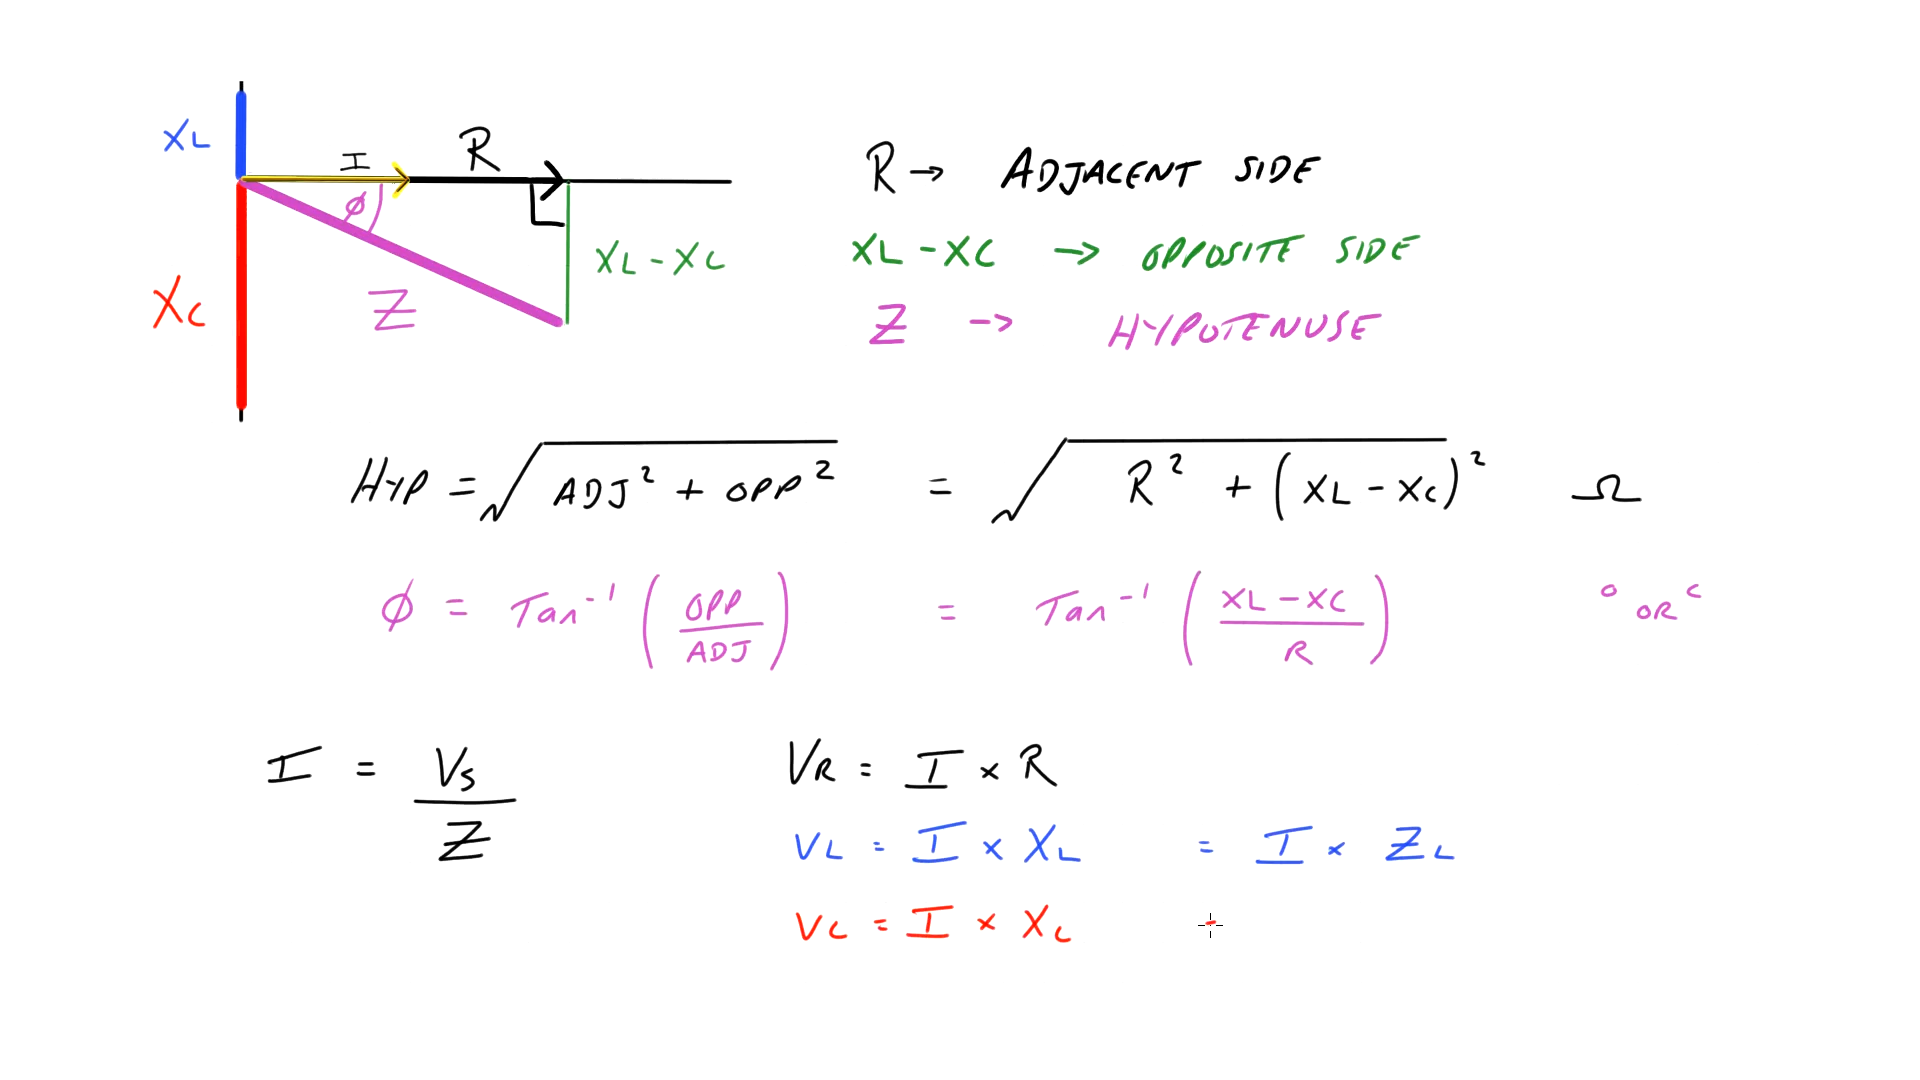 XL
I
R
φ
XL - XC
XC
Z
R → ADJACENT SIDE
XL - XC → OPPOSITE SIDE
Z → HYPOTENUSE
HYP = √ADJ² + OPP² = √R² + (XL - XC)² Ω
φ = Tan⁻¹ (OPP/ADJ) = Tan⁻¹ (XL - XC/R) ° OR ᶜ
I = VS/Z
VR = I × R
VL = I × XL = I × ZL
VC = I × XC -